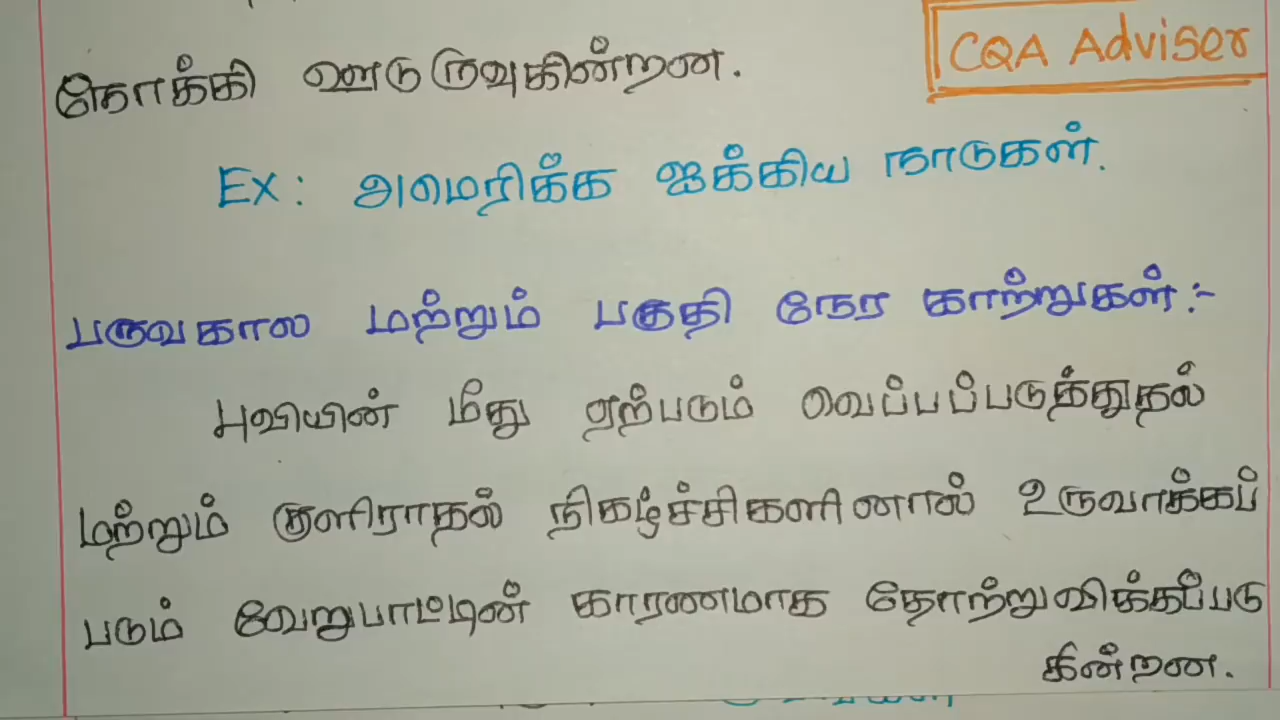 CQA Adviser
நோக்கி ஊடுருவுகின்றன.
Ex: அமெரிக்க ஐக்கிய நாடுகள்.
பருவகால மற்றும் பகுதி நேர காற்றுகள்:-
புவியின் மீது ஏற்படும் வெப்பப்படுத்துதல்
மற்றும் குளிராதல் நிகழ்ச்சிகளினால் உருவாக்கப்
படும் வேறுபாட்டின் காரணமாக தோற்றுவிக்கப்படு
கின்றன.